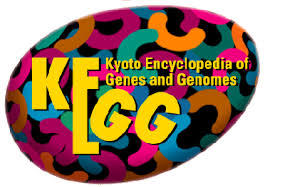 KEGG
Kyoto Encyclopedia of
Genes and Genomes